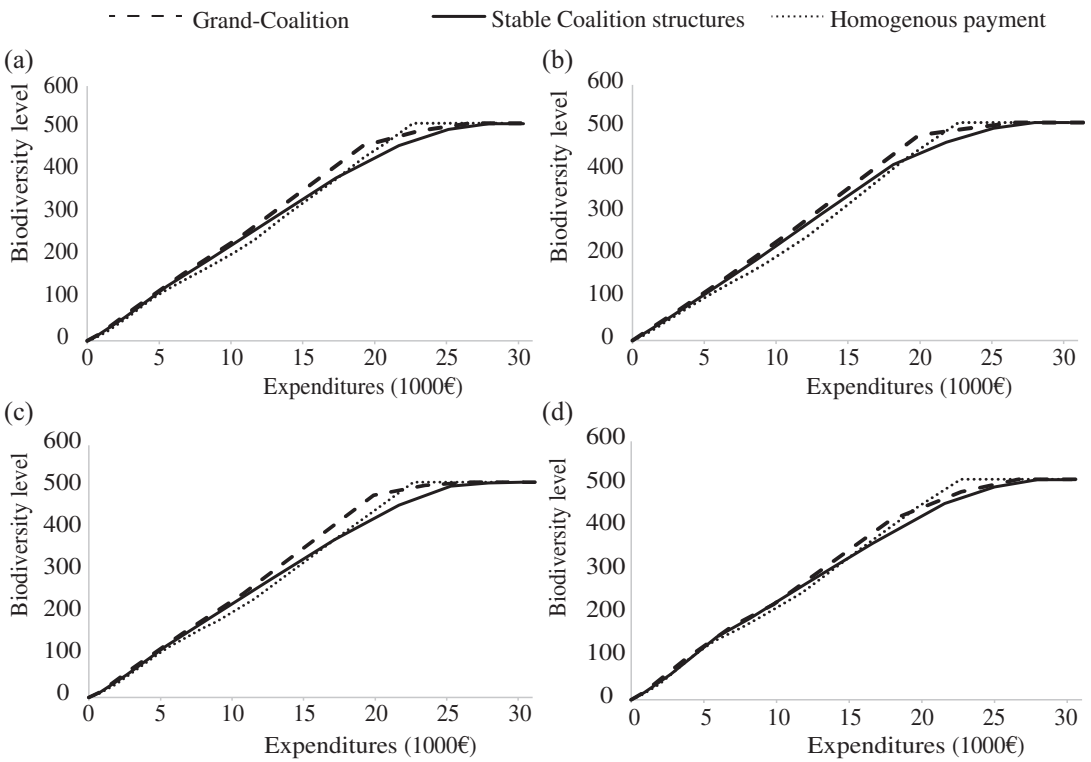 Grand-Coalition Stable Coalition structures Homogenous payment
(a)
Biodiversity level
600
500
400
300
200
100
0
0 5 10 15 20 25 30
Expenditures (1000€)
(b)
Biodiversity level
600
500
400
300
200
100
0
0 5 10 15 20 25 30
Expenditures (1000€)
(c)
Biodiversity level
600
500
400
300
200
100
0
0 5 10 15 20 25 30
Expenditures (1000€)
(d)
Biodiversity level
600
500
400
300
200
100
0
0 5 10 15 20 25 30
Expenditures (1000€)